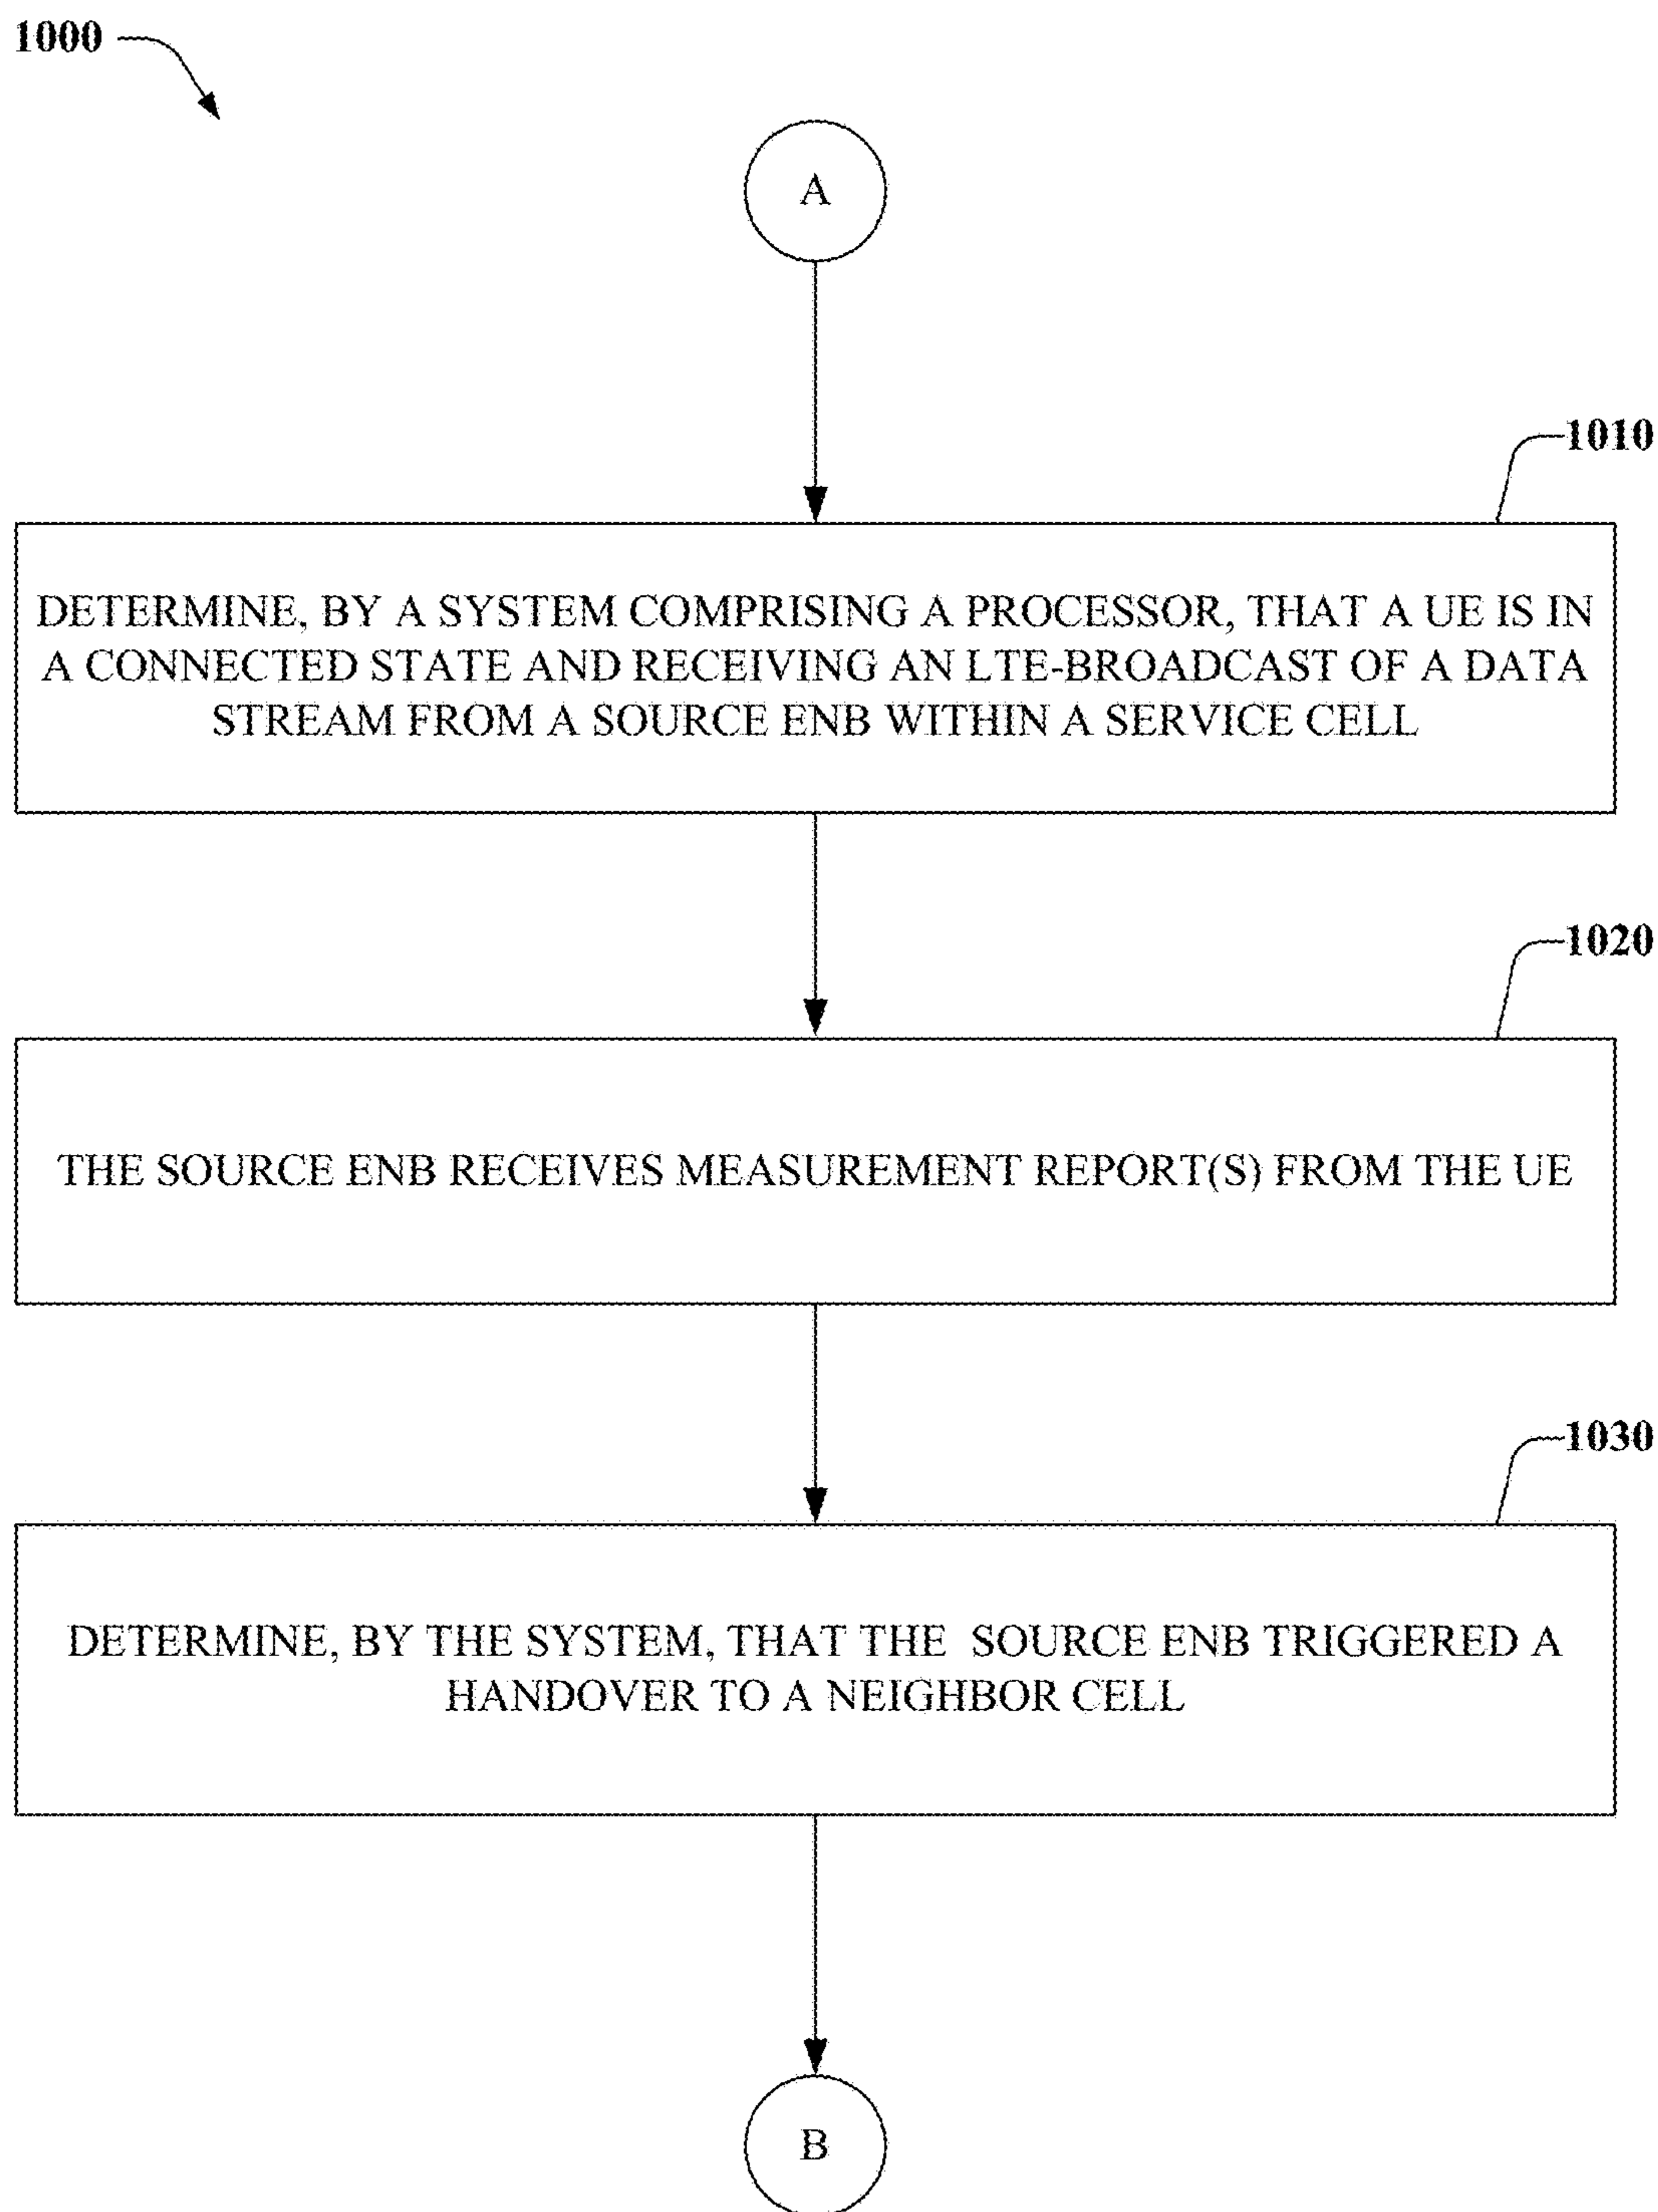 1000
A
1010
DETERMINE, BY A SYSTEM COMPRISING A PROCESSOR, THAT A UE IS IN
A CONNECTED STATE AND RECEIVING AN LTE-BROADCAST OF A DATA
STREAM FROM A SOURCE ENB WITHIN A SERVICE CELL
1020
THE SOURCE ENB RECEIVES MEASUREMENT REPORT(S) FROM THE UE
1030
DETERMINE, BY THE SYSTEM, THAT THE SOURCE ENB TRIGGERED A
HANDOVER TO A NEIGHBOR CELL
B